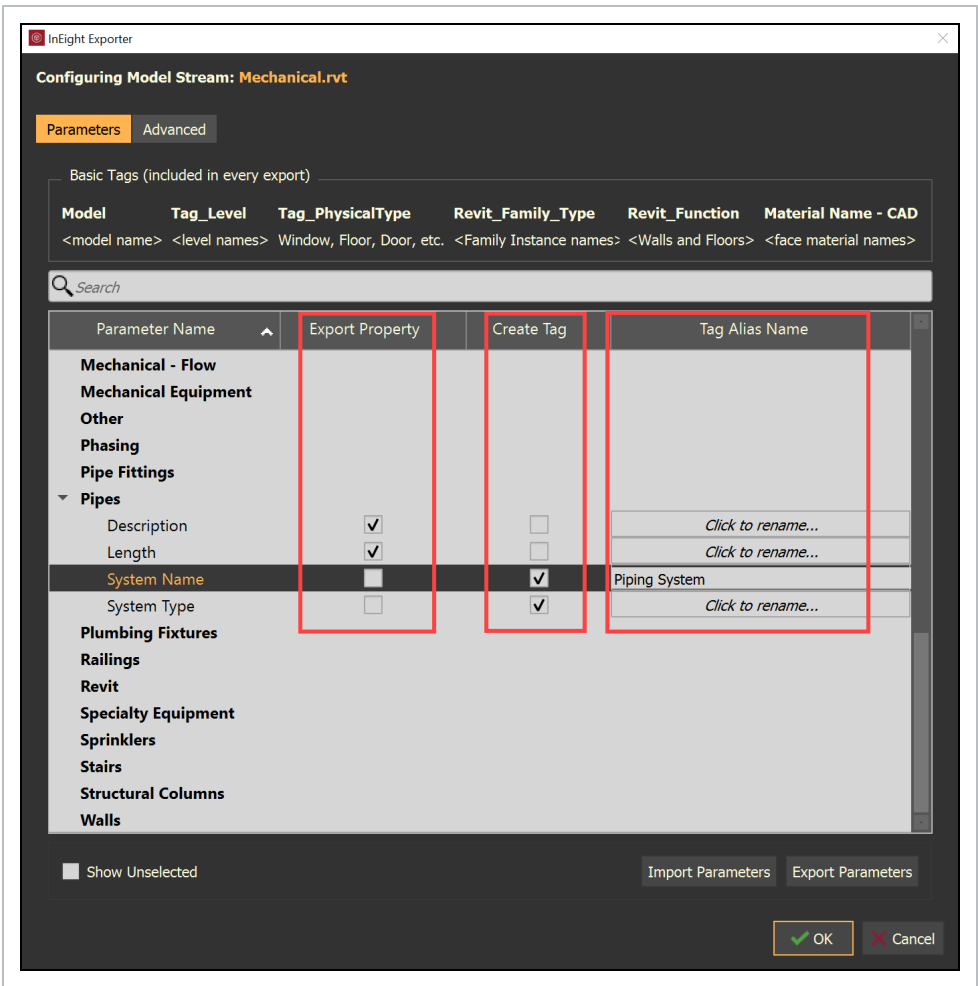 InEight Exporter
Configuring Model Stream: Mechanical.rvt
Parameters Advanced
Basic Tags (included in every export)
Model Tag_Level Tag_PhysicalType Revit_Family_Type Revit_Function Material Name - CAD
<model name> <level names> Window, Floor, Door, etc. <Family Instance names> <Walls and Floors> <face material names>
Search
Parameter Name Export Property Create Tag Tag Alias Name
Mechanical - Flow
Mechanical Equipment
Other
Phasing
Pipe Fittings
Pipes
Description Click to rename...
Length Click to rename...
System Name Piping System
System Type Click to rename...
Plumbing Fixtures
Railings
Revit
Specialty Equipment
Sprinklers
Stairs
Structural Columns
Walls
Show Unselected Import Parameters Export Parameters
OK Cancel